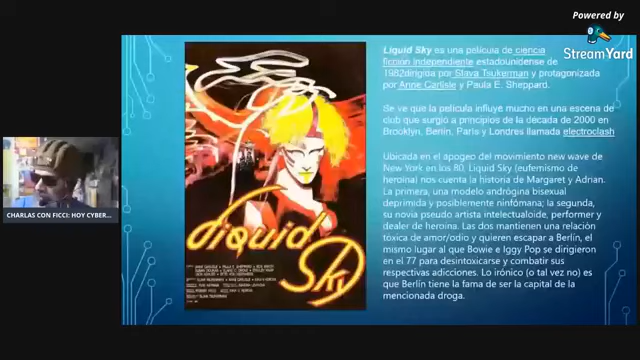 Powered by
StreamYard
Liquid Sky es una película de ciencia
ficción independiente estadounidense de
1982dirigida por Slava Tsukerman y protagonizada
por Anne Carlisle y Paula E. Sheppard.
Se ve que la película influyé mucho en una escena de
club que surgió a principios de la década de 2000 en
Brooklyn, Berlín, París y Londres llamada electroclash
Ubicada en el apogeo del movimiento new wave de
New York en los 80, Liquid Sky (eufemismo de
heroína) nos cuenta la historia de Margaret y Adrian.
La primera, una modelo andrógina bisexual
deprimida y posiblemente ninfómana; la segunda,
su novia pseudo artista intelectualoide, performer y
dealer de heroína. Las dos mantienen una relación
tóxica de amor/odio y quieren escapar a Berlín, el
mismo lugar al que Bowie e Iggy Pop se dirigieron
en el 77 para desintoxicarse y combatir sus
respectivas adicciones. Lo irónico (o tal vez no) es
que Berlín tiene la fama de ser la capital de la
mencionada droga.
liquid
Sky
CHARLAS CON FICCI: HOY CYBER...